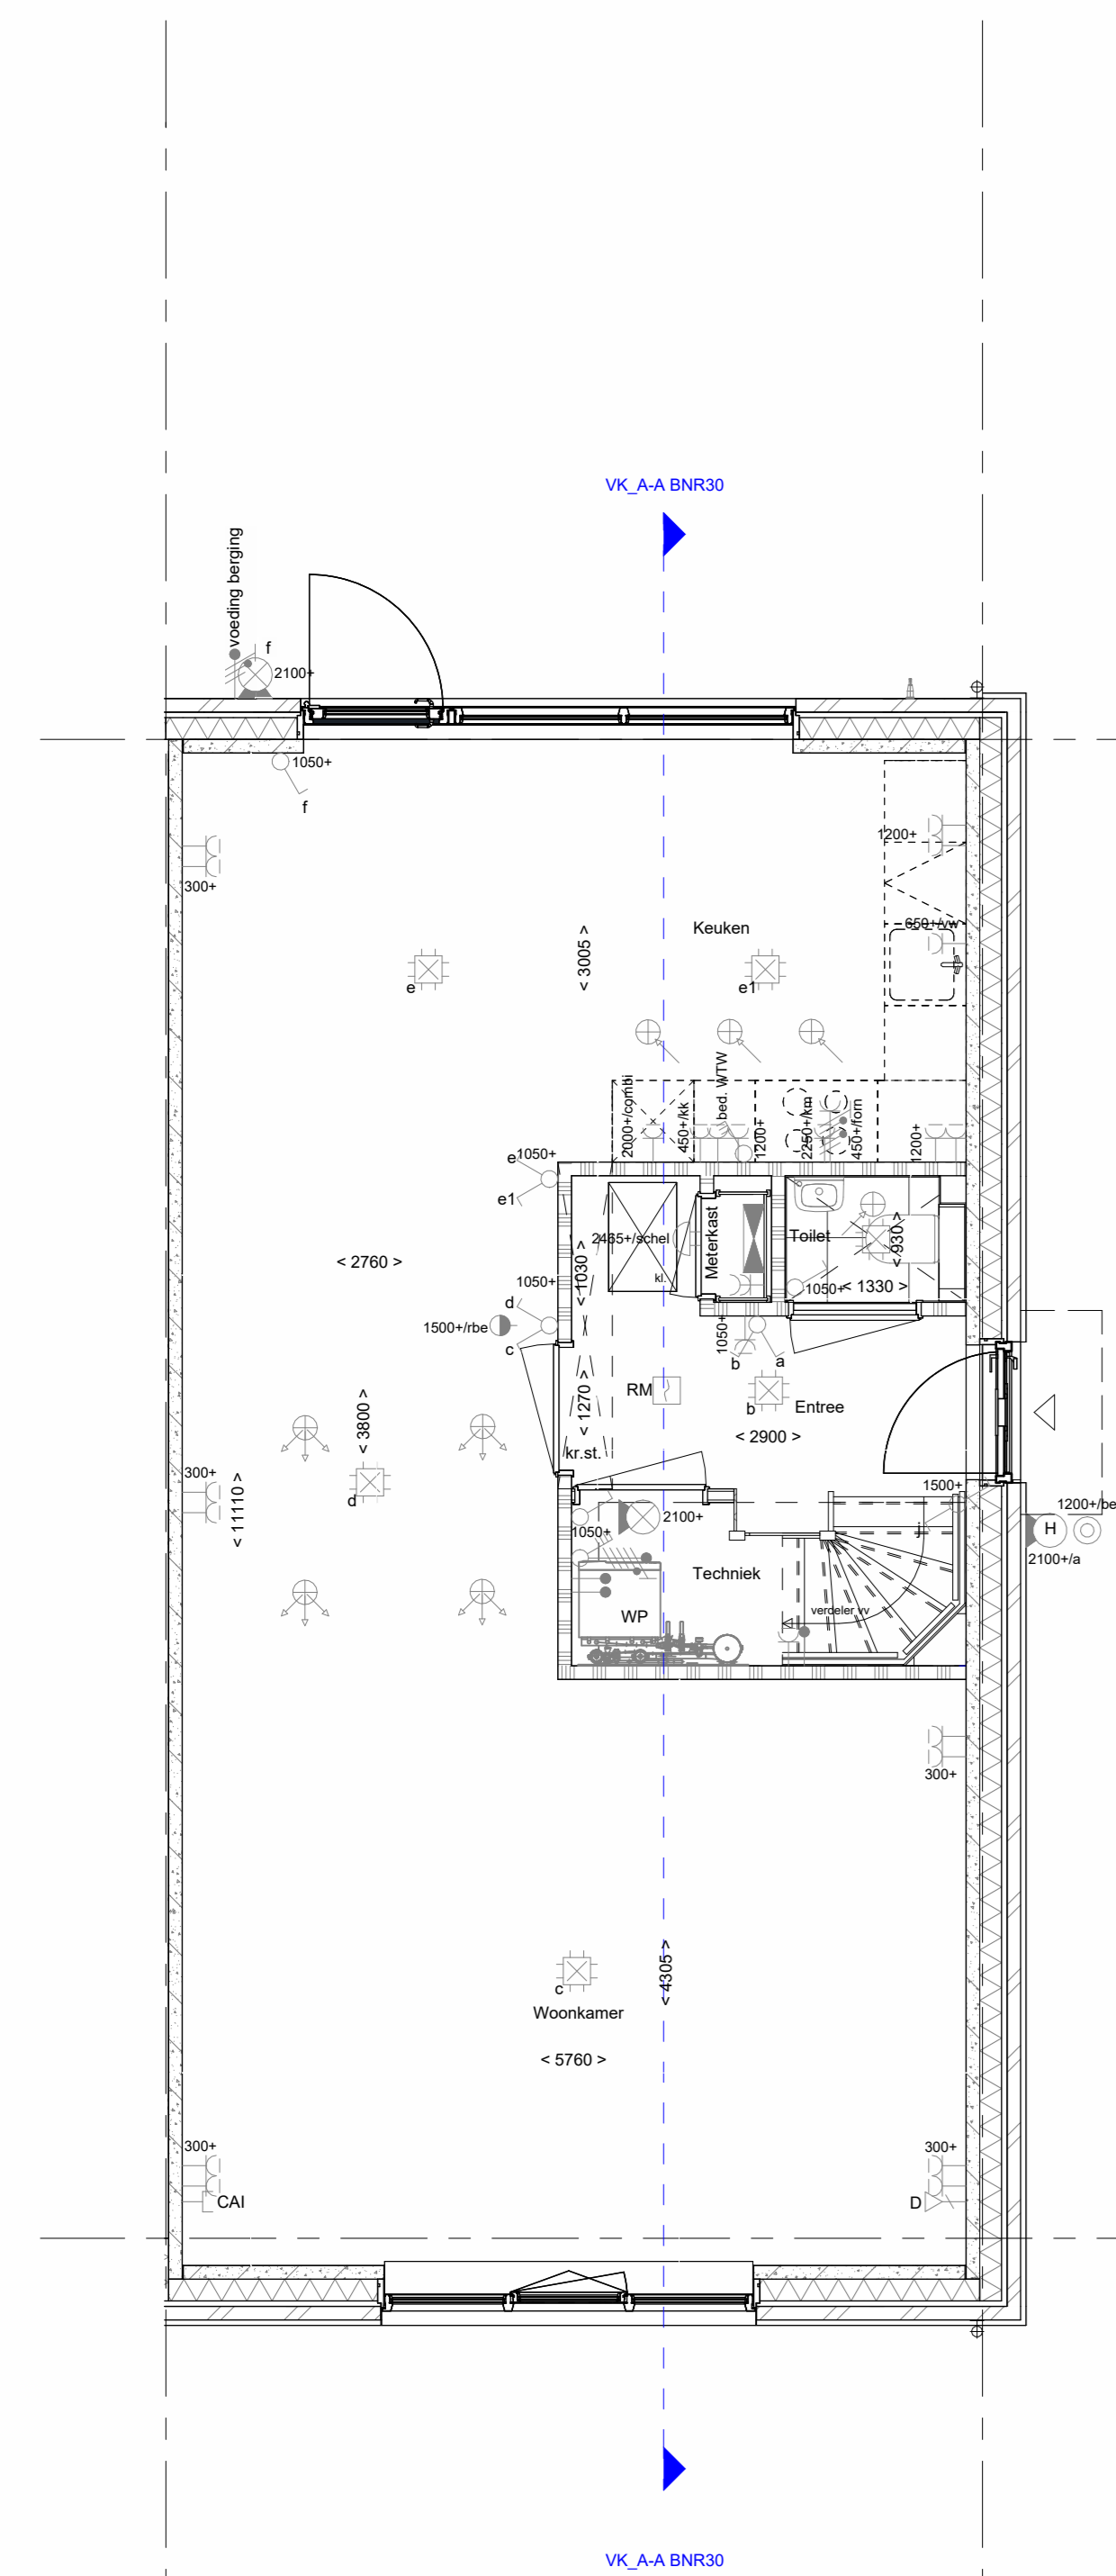 VK_A-A BNR30
voeding berging
f
2100+
1050+
f
300+
1200+
Keuken
650+/vw
< 3005 >
e
e1
2000+/combi
450+/kk
bed. WTW
1200+
2250+/km
450+/forn
1200+
e
1050+
e1
2465+/schel
kl.
Meterkast
Toilet
< 930 >
1050+
< 1330 >
< 2760 >
< 1030 >
1050+
d
1500+/rbe
c
1050+
b
a
RM
b
Entree
< 1270 >
< 2900 >
kr.st.
< 3800 >
d
300+
< 11110 >
1500+
j
1200+/be
H
2100+/a
1050+
2100+
Techniek
WP
verdeler vv
300+
c
Woonkamer
< 4305 >
< 5760 >
300+
CAI
300+
D
VK_A-A BNR30